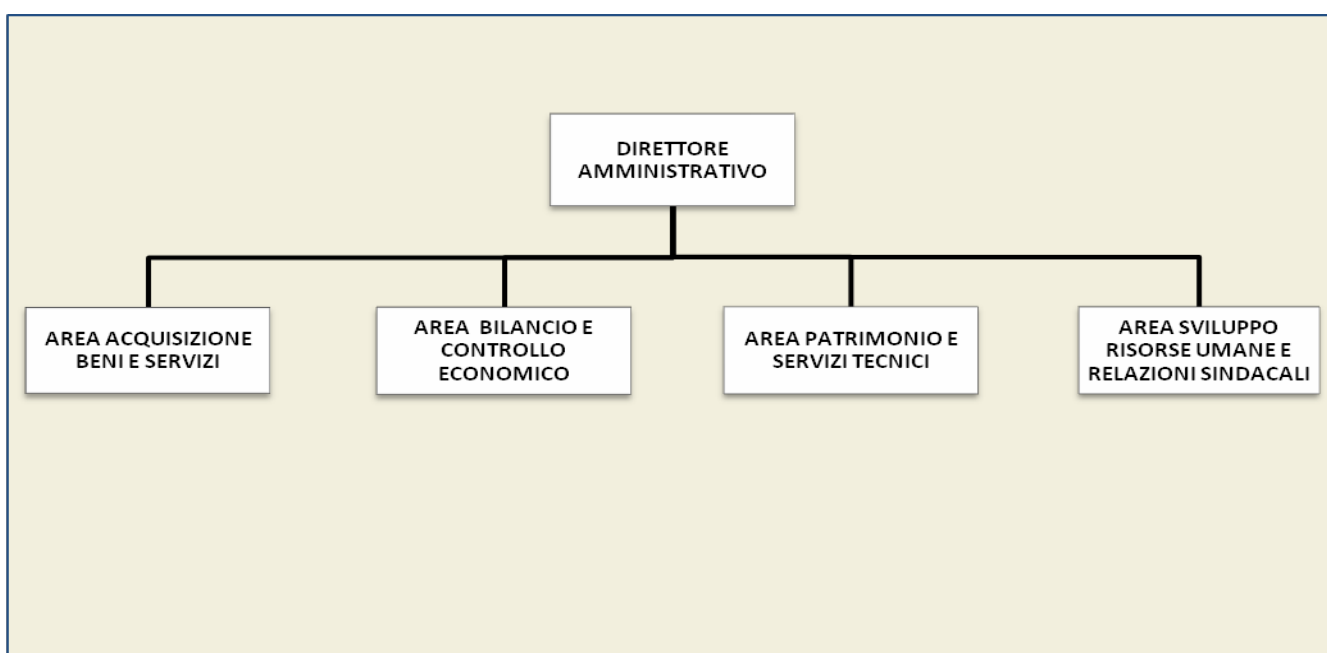 DIRETTORE
AMMINISTRATIVO
AREA ACQUISIZIONE
BENI E SERVIZI
AREA BILANCIO E
CONTROLLO
ECONOMICO
AREA PATRIMONIO E
SERVIZI TECNICI
AREA SVILUPPO
RISORSE UMANE E
RELAZIONI SINDACALI